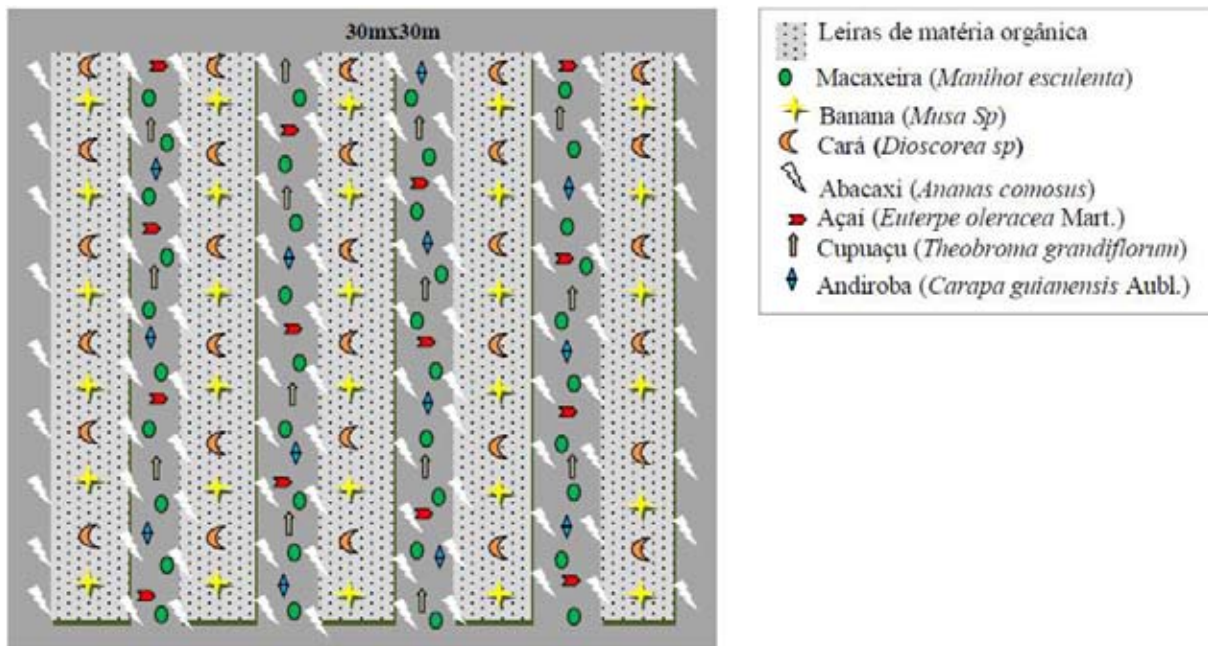 30mx30m
Leiras de matéria orgânica
Macaxeira (Manihot esculenta)
Banana (Musa Sp)
Cará (Dioscorea sp)
Abacaxi (Ananas comosus)
Açaí (Euterpe oleracea Mart.)
Cupuaçu (Theobroma grandiflorum)
Andiroba (Carapa guianensis Aubl.)